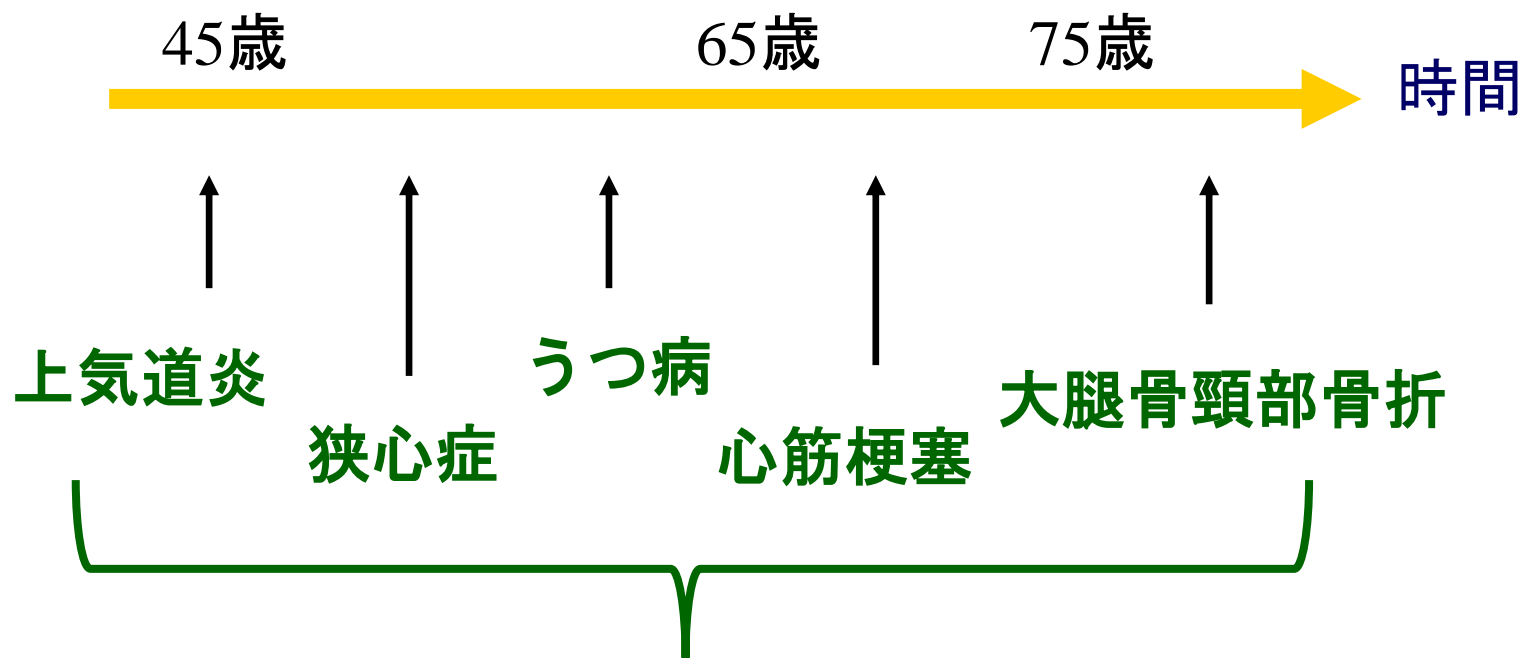 45歳
65歳
75歳
時間
上気道炎
狭心症
うつ病
心筋梗塞
大腿骨頸部骨折